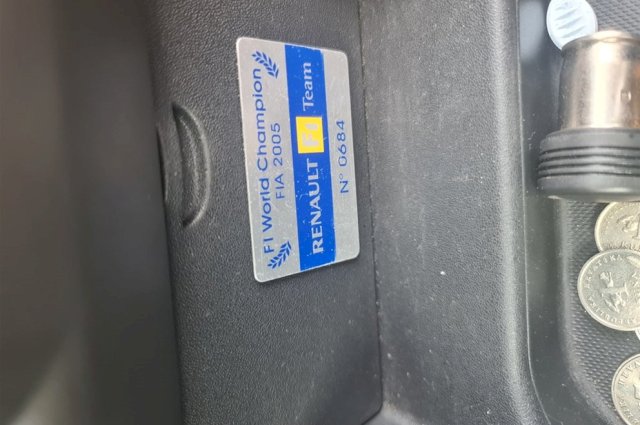 F1 World Champion
FIA 2005
RENAULT F1 Team
N° 0684